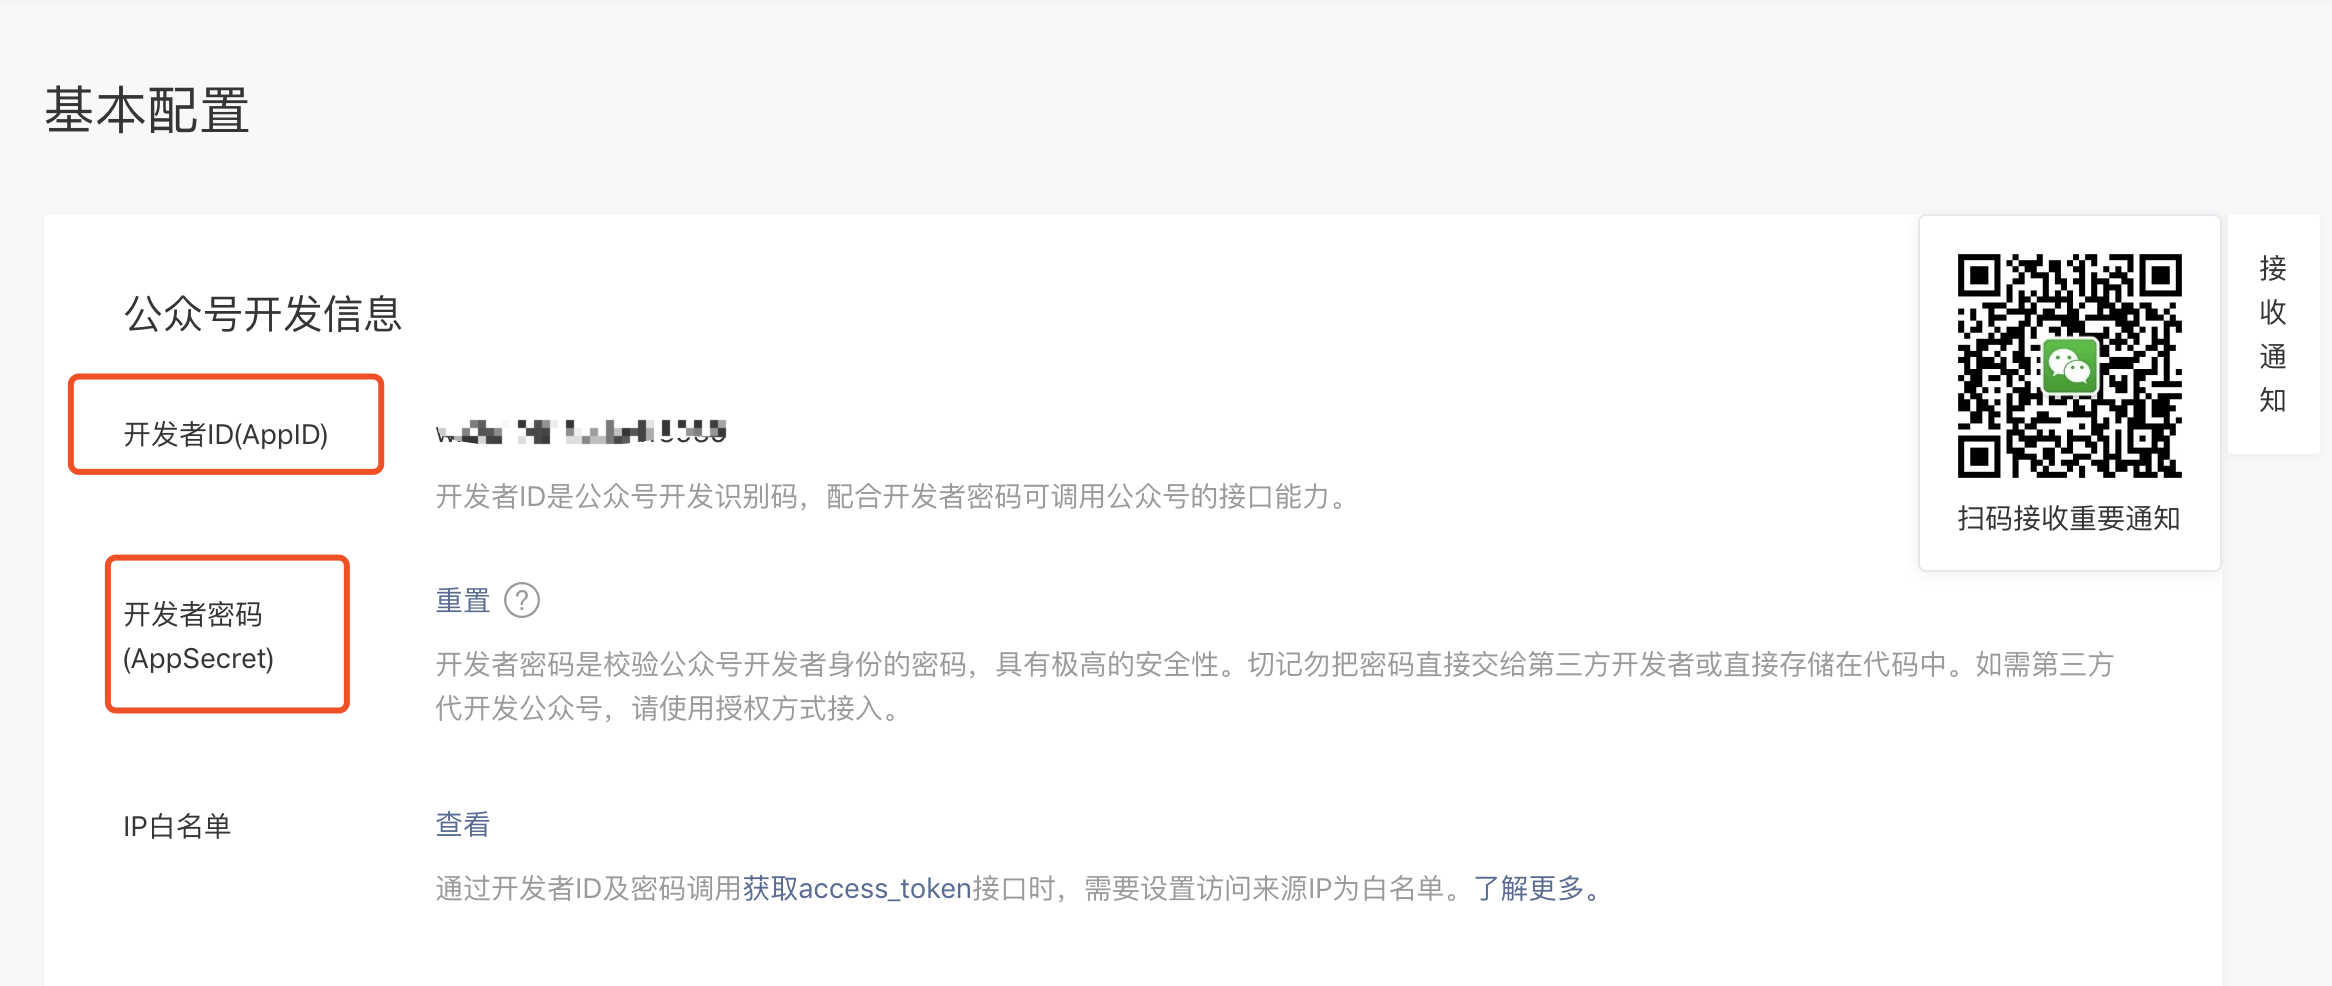 基本配置
公众号开发信息
开发者ID(AppID)
开发者ID是公众号开发识别码，配合开发者密码可调用公众号的接口能力。
开发者密码
(AppSecret)
重置 ?
开发者密码是校验公众号开发者身份的密码，具有极高的安全性。切记勿把密码直接交给第三方开发者或直接存储在代码中。如需第三方
代开发公众号，请使用授权方式接入。
IP白名单
查看
通过开发者ID及密码调用获取access_token接口时，需要设置访问来源IP为白名单。了解更多。
扫码接收重要通知
接
收
通
知